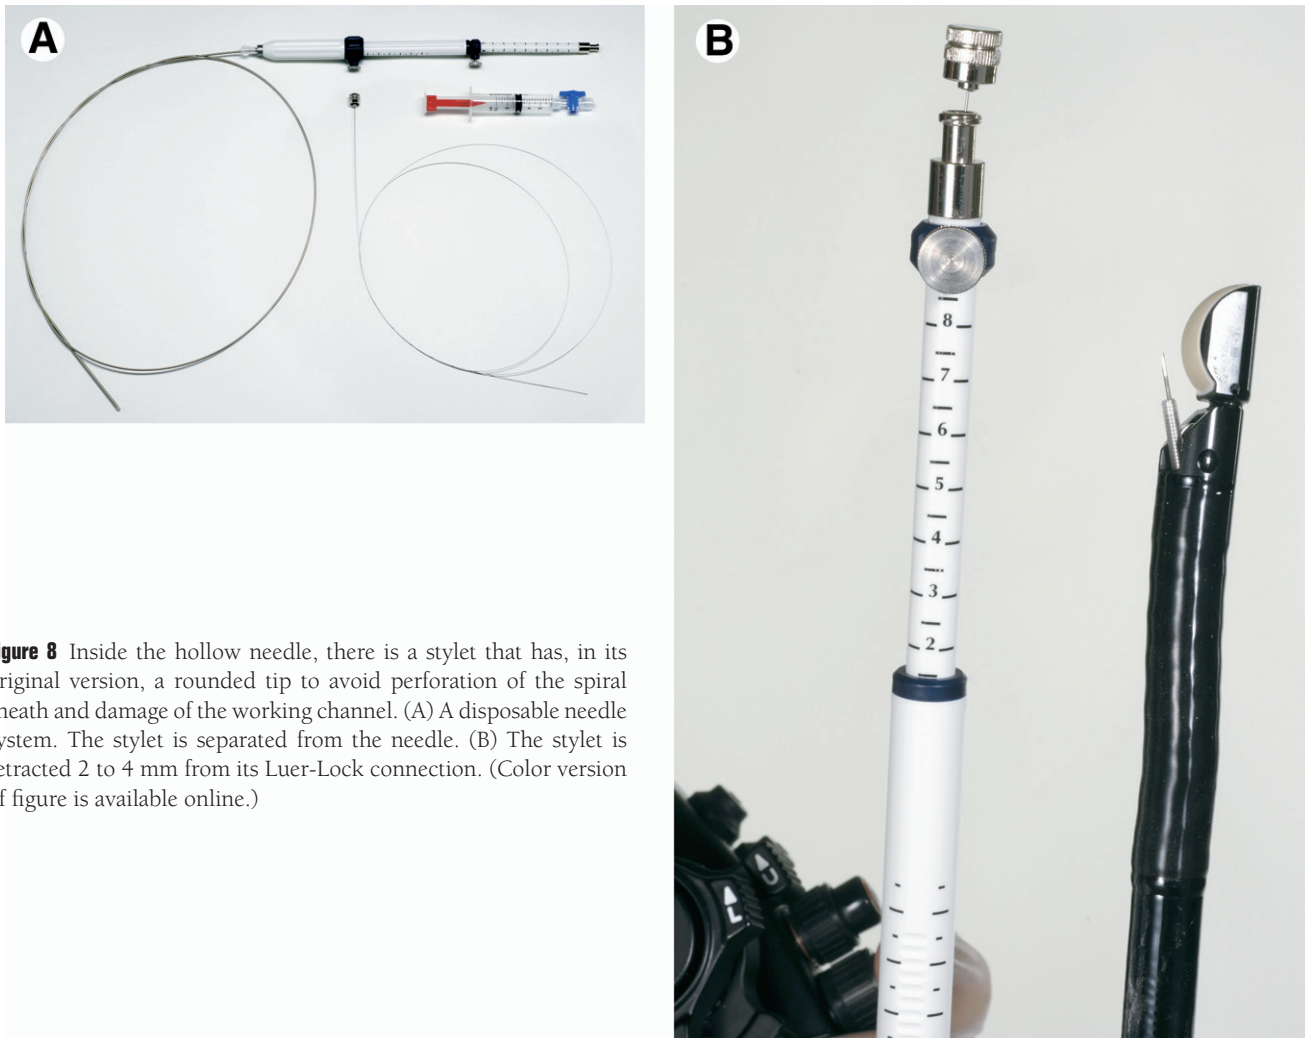 A
B
8
7
6
5
4
3
2
U
L
igure 8 Inside the hollow needle, there is a stylet that has, in its
riginal version, a rounded tip to avoid perforation of the spiral
heath and damage of the working channel. (A) A disposable needle
ystem. The stylet is separated from the needle. (B) The stylet is
etracted 2 to 4 mm from its Luer-Lock connection. (Color version
f figure is available online.)